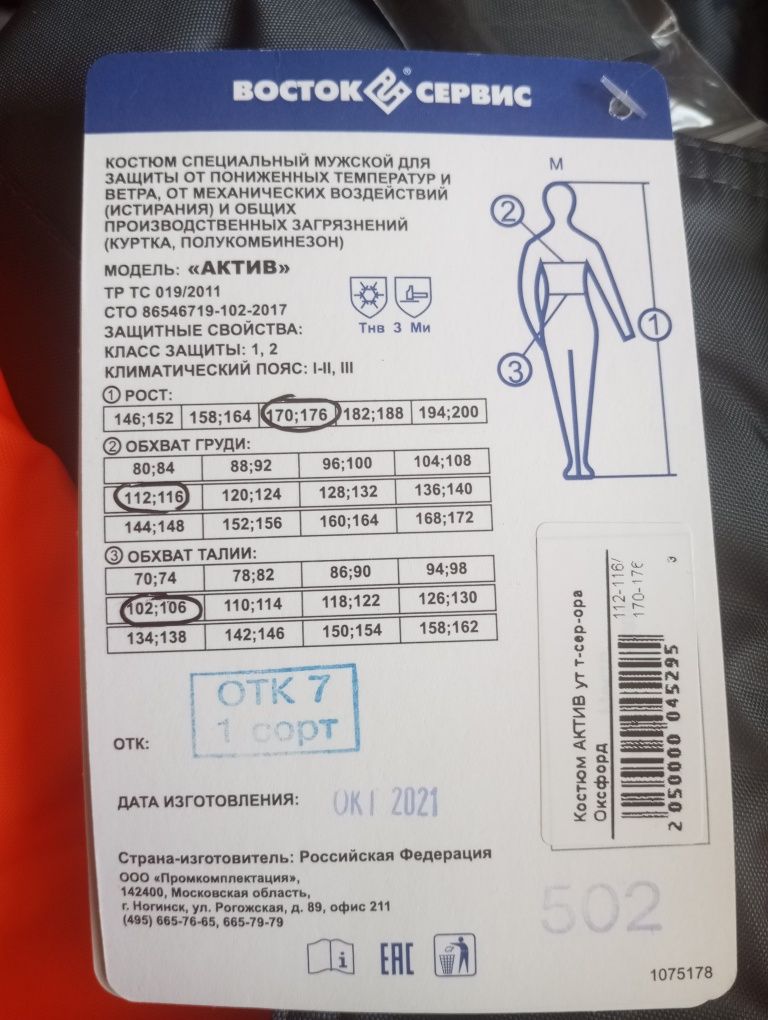 ВОСТОК СЕРВИС
КОСТЮМ СПЕЦИАЛЬНЫЙ МУЖСКОЙ ДЛЯ
ЗАЩИТЫ ОТ ПОНИЖЕННЫХ ТЕМПЕРАТУР И
ВЕТРА, ОТ МЕХАНИЧЕСКИХ ВОЗДЕЙСТВИЙ
(ИСТИРАНИЯ) И ОБЩИХ
ПРОИЗВОДСТВЕННЫХ ЗАГРЯЗНЕНИЙ
(КУРТКА, ПОЛУКОМБИНЕЗОН)
МОДЕЛЬ: «АКТИВ»
ТР ТС 019/2011
СТО 86546719-102-2017
ЗАЩИТНЫЕ СВОЙСТВА:
КЛАСС ЗАЩИТЫ: 1, 2
КЛИМАТИЧЕСКИЙ ПОЯС: I-II, III
Тнв З Ми
М
2
1
3
1 РОСТ:
146;152 158;164 170;176 182;188 194;200
2 ОБХВАТ ГРУДИ:
80;84 88;92 96;100 104;108
112;116 120;124 128;132 136;140
144;148 152;156 160;164 168;172
3 ОБХВАТ ТАЛИИ:
70;74 78;82 86;90 94;98
102;106 110;114 118;122 126;130
134;138 142;146 150;154 158;162
ОТК 7
1 сорт
ОТК:
ДАТА ИЗГОТОВЛЕНИЯ: ОКТ 2021
Страна-изготовитель: Российская Федерация
ООО «Промкомплектация»,
142400, Московская область,
г. Ногинск, ул. Рогожская, д. 89, офис 211
(495) 665-76-65, 665-79-79
i
EAC
502
1075178
Костюм АКТИВ ут т-сер-ора
Оксфорд
112-116/
170-176
3
2 050000 045295